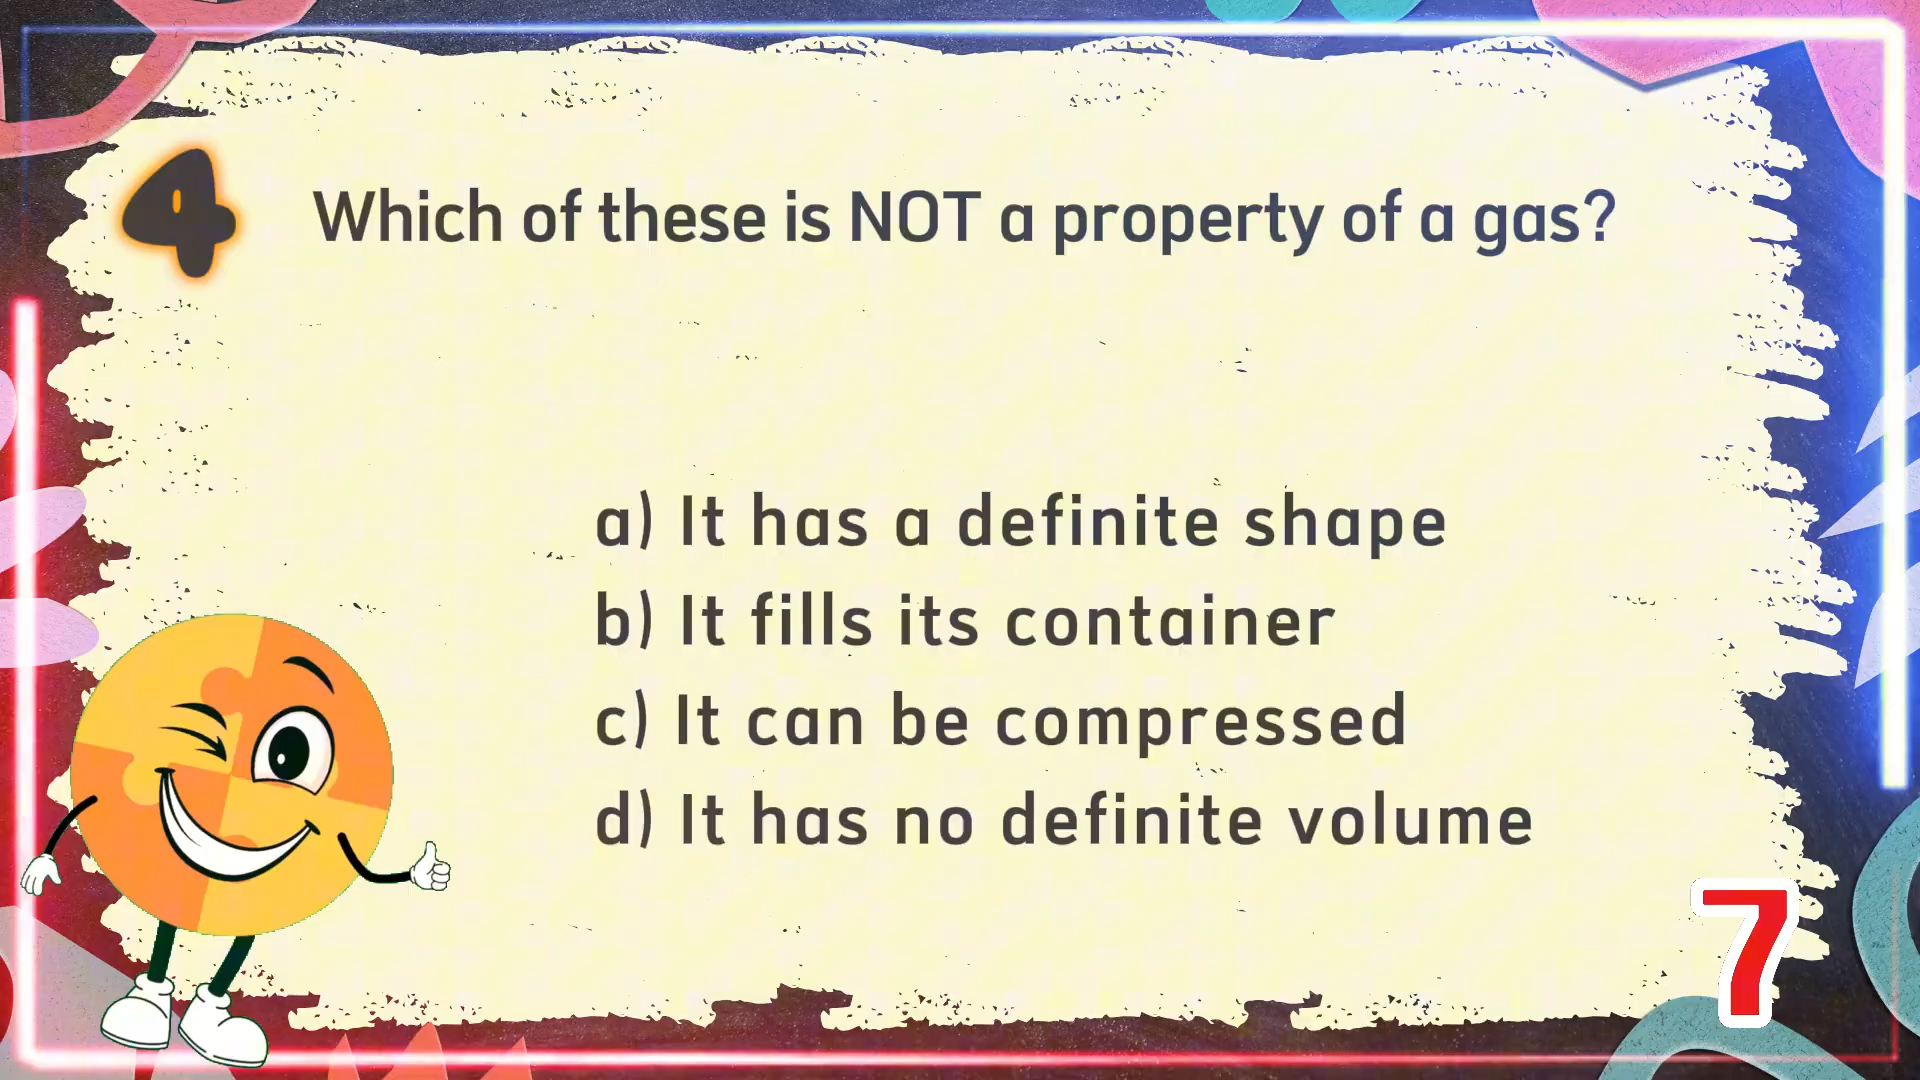 4 Which of these is NOT a property of a gas?
a) It has a definite shape
b) It fills its container
c) It can be compressed
d) It has no definite volume
7